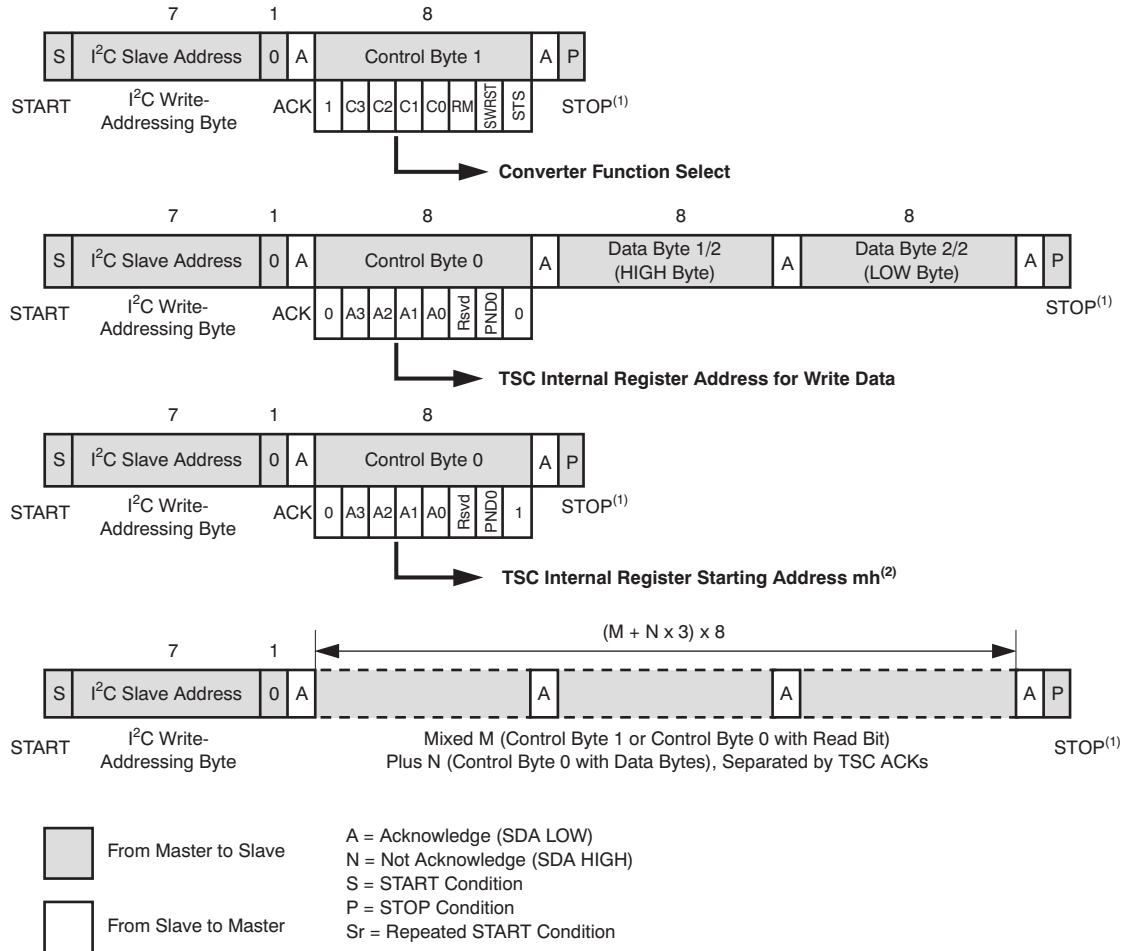 7 1 8
S I²C Slave Address 0 A Control Byte 1 A P
START I²C Write-Addressing Byte ACK 1 C3 C2 C1 C0 RM SWRST STS STOP(1)
Converter Function Select
7 1 8 8 8
S I²C Slave Address 0 A Control Byte 0 A Data Byte 1/2 (HIGH Byte) A Data Byte 2/2 (LOW Byte) A P
START I²C Write-Addressing Byte ACK 0 A3 A2 A1 A0 Rsvd PND0 0 STOP(1)
TSC Internal Register Address for Write Data
7 1 8
S I²C Slave Address 0 A Control Byte 0 A P
START I²C Write-Addressing Byte ACK 0 A3 A2 A1 A0 Rsvd PND0 1 STOP(1)
TSC Internal Register Starting Address mh(2)
(M + N x 3) x 8
7 1
S I²C Slave Address 0 A A A A P
START I²C Write-Addressing Byte STOP(1)
Mixed M (Control Byte 1 or Control Byte 0 with Read Bit)
Plus N (Control Byte 0 with Data Bytes), Separated by TSC ACKs
From Master to Slave
From Slave to Master
A = Acknowledge (SDA LOW)
N = Not Acknowledge (SDA HIGH)
S = START Condition
P = STOP Condition
Sr = Repeated START Condition